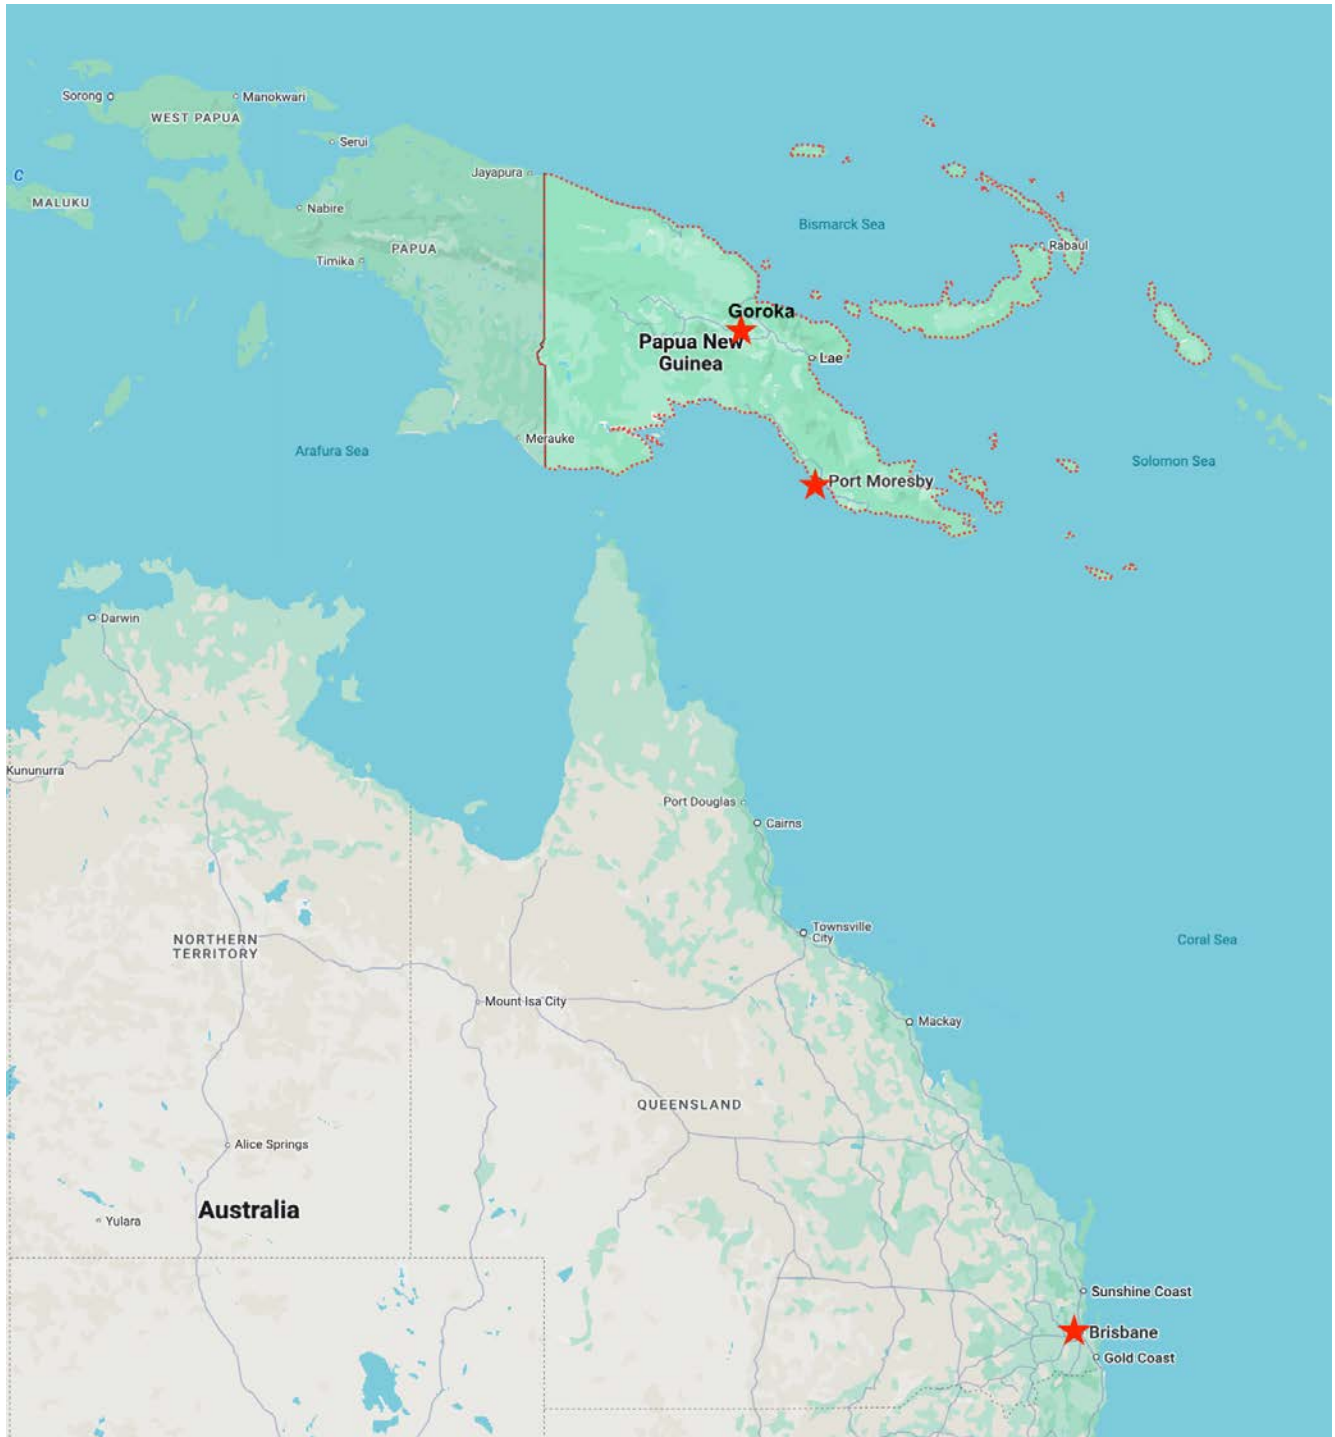 Sorong
Manokwari
WEST PAPUA
Serui
Jayapura
C
MALUKU
Nabire
Bismarck Sea
PAPUA
Rabaul
Timika
Goroka
Papua New
Guinea
Lae
Merauke
Arafura Sea
Solomon Sea
Port Moresby
Darwin
Kununurra
Port Douglas
Cairns
Townsville
City
NORTHERN
TERRITORY
Coral Sea
Mount Isa City
Mackay
QUEENSLAND
Alice Springs
Australia
Yulara
Sunshine Coast
Brisbane
Gold Coast